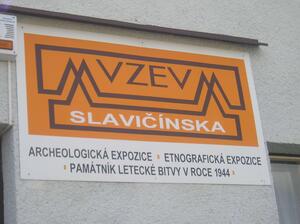 MVZEVM
SLAVIČÍNSKA
ARCHEOLOGICKÁ EXPOZICE • ETNOGRAFICKÁ EXPOZICE
• PAMÁTNÍK LETECKÉ BITVY V ROCE 1944 •